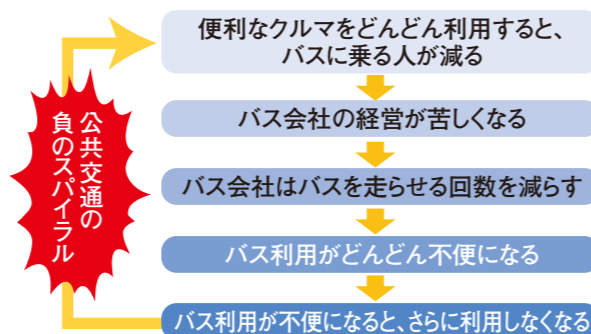 便利なクルマをどんどん利用すると、
バスに乗る人が減る
バス会社の経営が苦しくなる
バス会社はバスを走らせる回数を減らす
バス利用がどんどん不便になる
バス利用が不便になると、さらに利用しなくなる
公共交通の
負のスパイラル